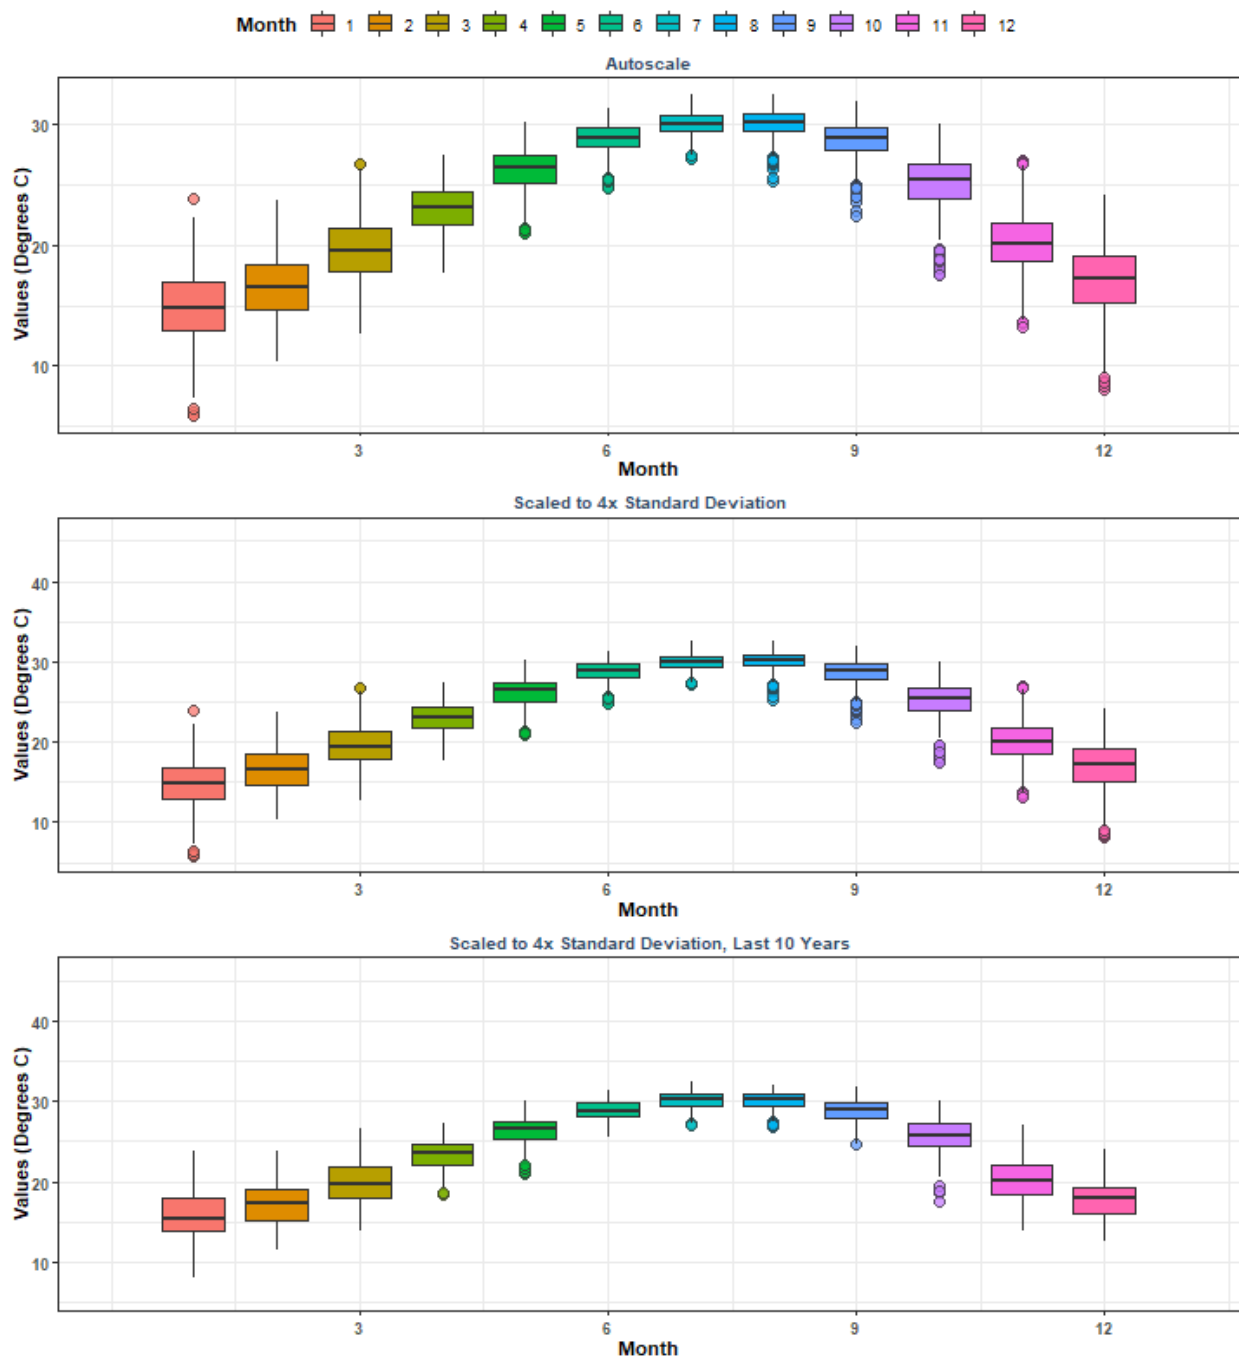 Month 1 2 3 4 5 6 7 8 9 10 11 12
Autoscale
Values (Degrees C)
30
20
10
3 6 9 12
Month
Scaled to 4x Standard Deviation
Values (Degrees C)
40
30
20
10
3 6 9 12
Month
Scaled to 4x Standard Deviation, Last 10 Years
Values (Degrees C)
40
30
20
10
3 6 9 12
Month